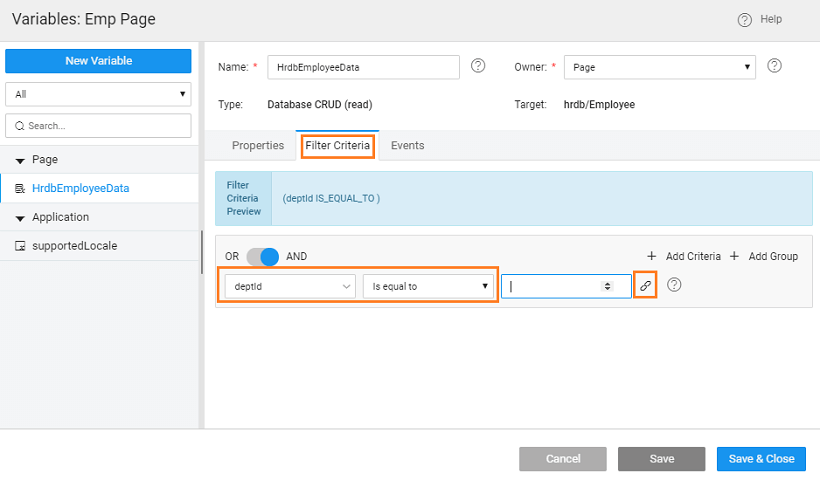 Variables: Emp Page
? Help
New Variable
All
Search...
Page
HrdbEmployeeData
Application
supportedLocale
Name: * HrdbEmployeeData ? Owner: * Page ?
Type: Database CRUD (read) Target: hrdb/Employee
Properties Filter Criteria Events
Filter
Criteria
Preview
(deptId IS_EQUAL_TO )
OR AND + Add Criteria + Add Group
deptId Is equal to ?
Cancel Save Save & Close